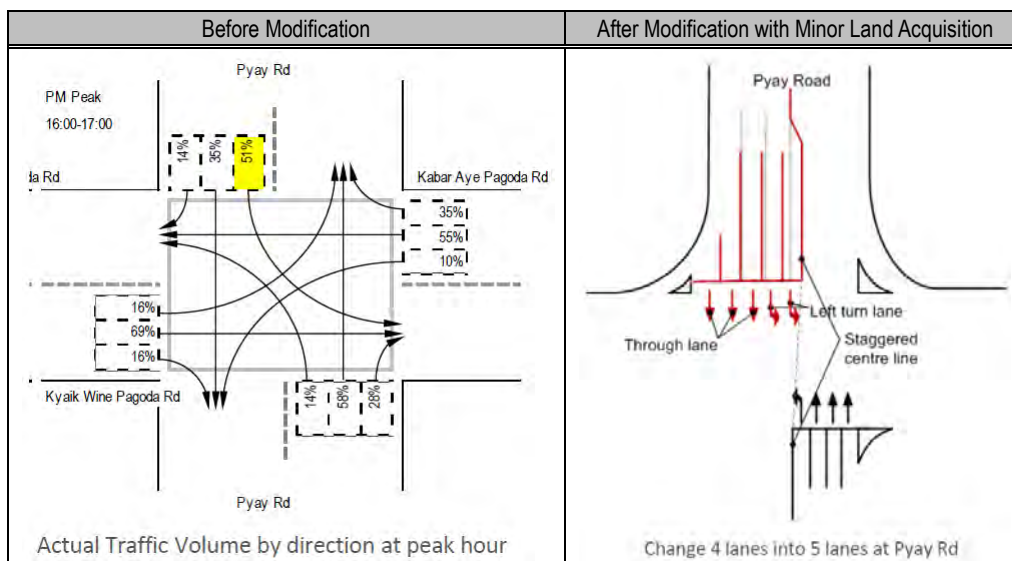 Before Modification
After Modification with Minor Land Acquisition
Pyay Rd
PM Peak
16:00-17:00
14%
35%
51%
da Rd
Kabar Aye Pagoda Rd
35%
55%
10%
16%
69%
16%
Kyaik Wine Pagoda Rd
14%
58%
28%
Pyay Rd
Actual Traffic Volume by direction at peak hour
Pyay Road
Left turn lane
Through lane
Staggered
centre line
Change 4 lanes into 5 lanes at Pyay Rd